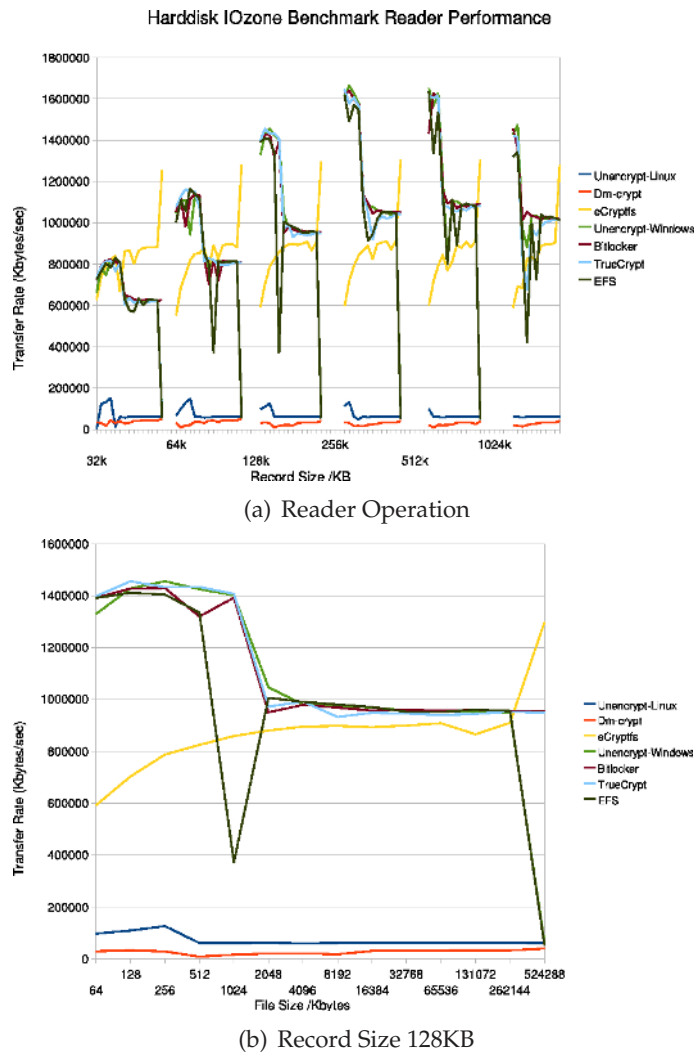 Harddisk IOzone Benchmark Reader Performance
1800000
1600000
1400000
1200000
1000000
800000
600000
400000
200000
0
Transfer Rate (Kbytes/sec)
32k
64k
128k
256k
512k
1024k
Record Size /KB
Unencrypt-Linux
Dm-crypt
eCryptfs
Unencrypt-Windows
Bitlocker
TrueCrypt
EFS
(a) Reader Operation
1600000
1400000
1200000
1000000
800000
600000
400000
200000
0
Transfer Rate (Kbytes/sec)
64
128
256
512
1024
2048
4096
8192
16384
32768
65536
131072
262144
524288
File Size /Kbytes
Unencrypt-Linux
Dm-crypt
eCryptfs
Unencrypt-Windows
Bitlocker
TrueCrypt
EFS
(b) Record Size 128KB